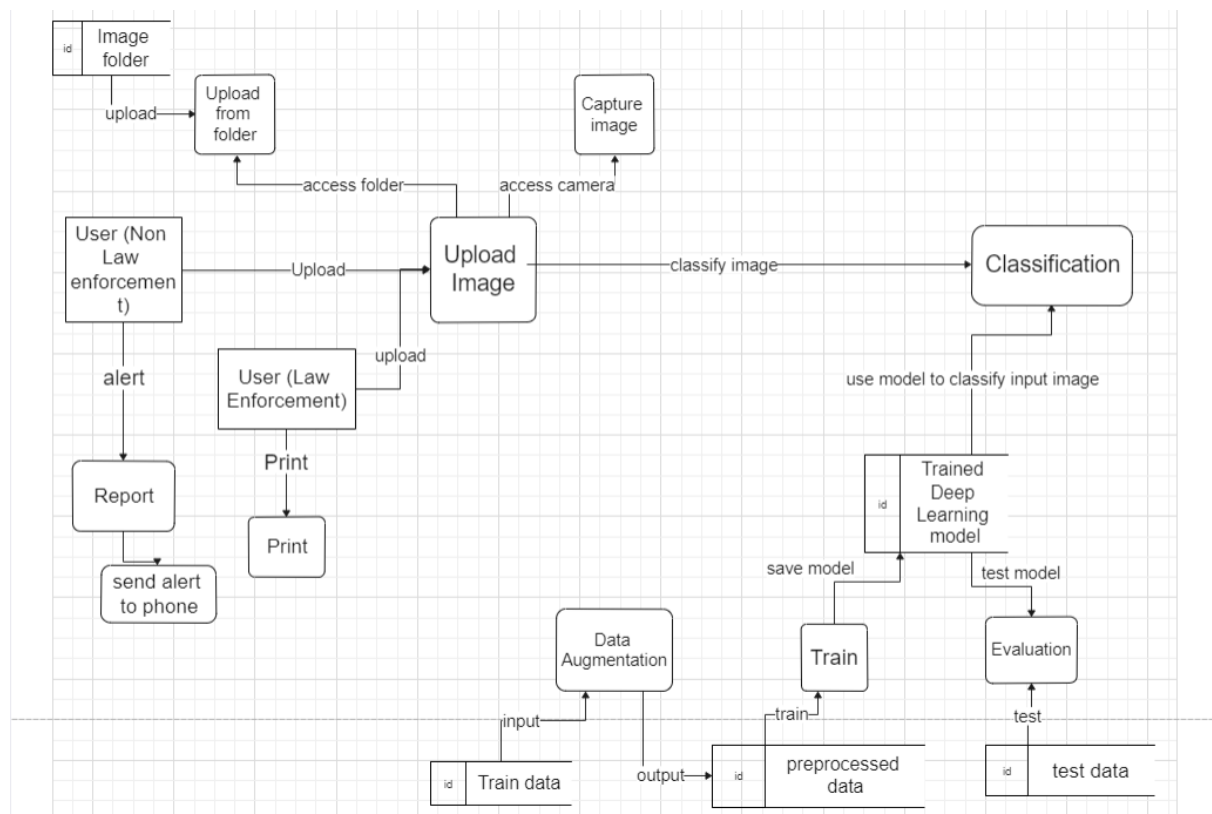 id
Image
folder
upload
Upload
from
folder
Capture
image
access folder
access camera
User (Non
Law
enforcemen
t)
Upload
Upload
Image
classify image
Classification
upload
alert
User (Law
Enforcement)
use model to classify input image
Print
Report
Print
id
Trained
Deep
Learning
model
send alert
to phone
save model
test model
Data
Augmentation
Train
Evaluation
input
train
test
id
Train data
output
id
preprocessed
data
id
test data